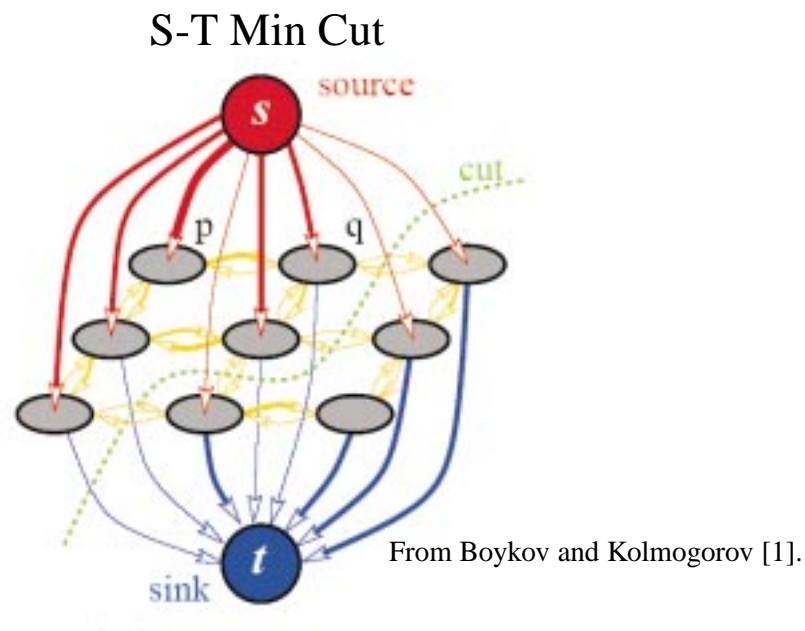 S-T Min Cut
source
s
cut
p
q
t
sink
From Boykov and Kolmogorov [1].